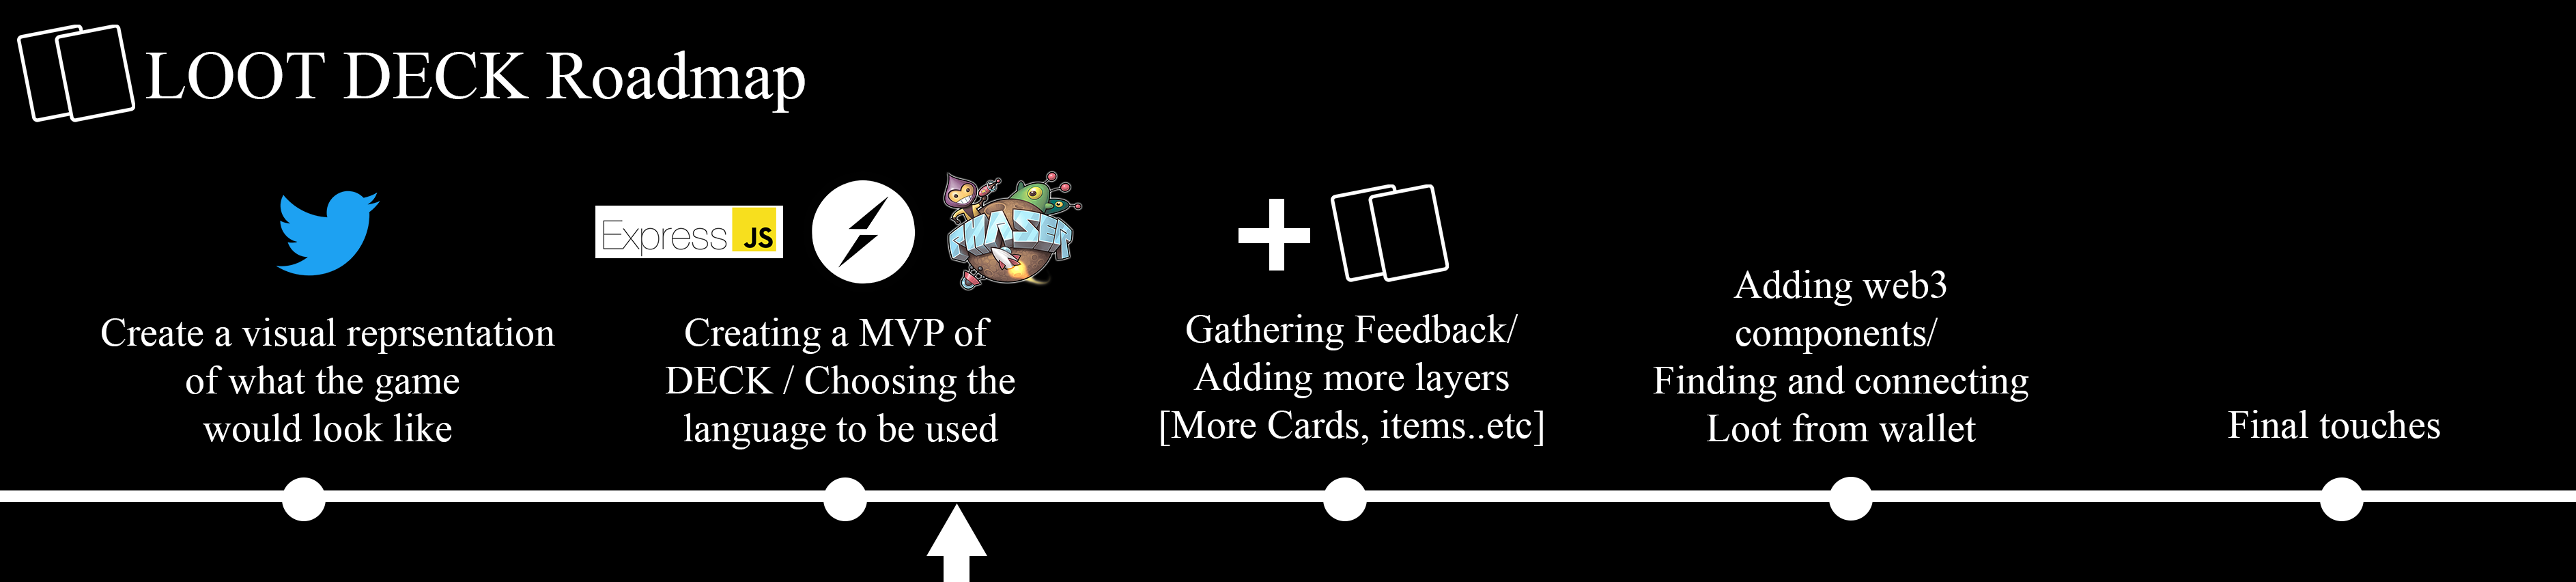 LOOT DECK Roadmap
Express JS
PHASER
Create a visual reprsentation
of what the game
would look like
Creating a MVP of
DECK / Choosing the
language to be used
Gathering Feedback/
Adding more layers
[More Cards, items..etc]
Adding web3
components/
Finding and connecting
Loot from wallet
Final touches